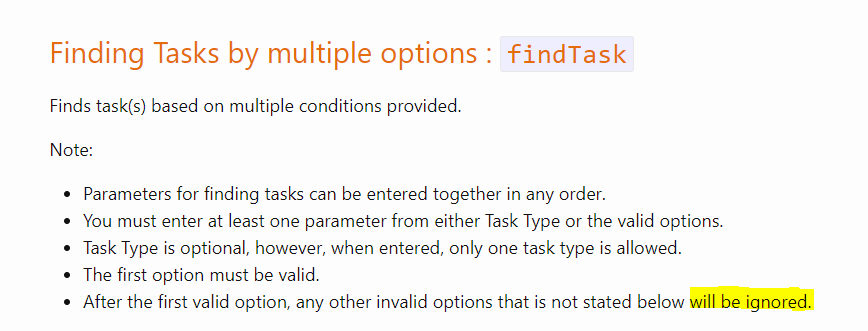 Finding Tasks by multiple options : findTask
Finds task(s) based on multiple conditions provided.
Note:
• Parameters for finding tasks can be entered together in any order.
• You must enter at least one parameter from either Task Type or the valid options.
• Task Type is optional, however, when entered, only one task type is allowed.
• The first option must be valid.
• After the first valid option, any other invalid options that is not stated below will be ignored.